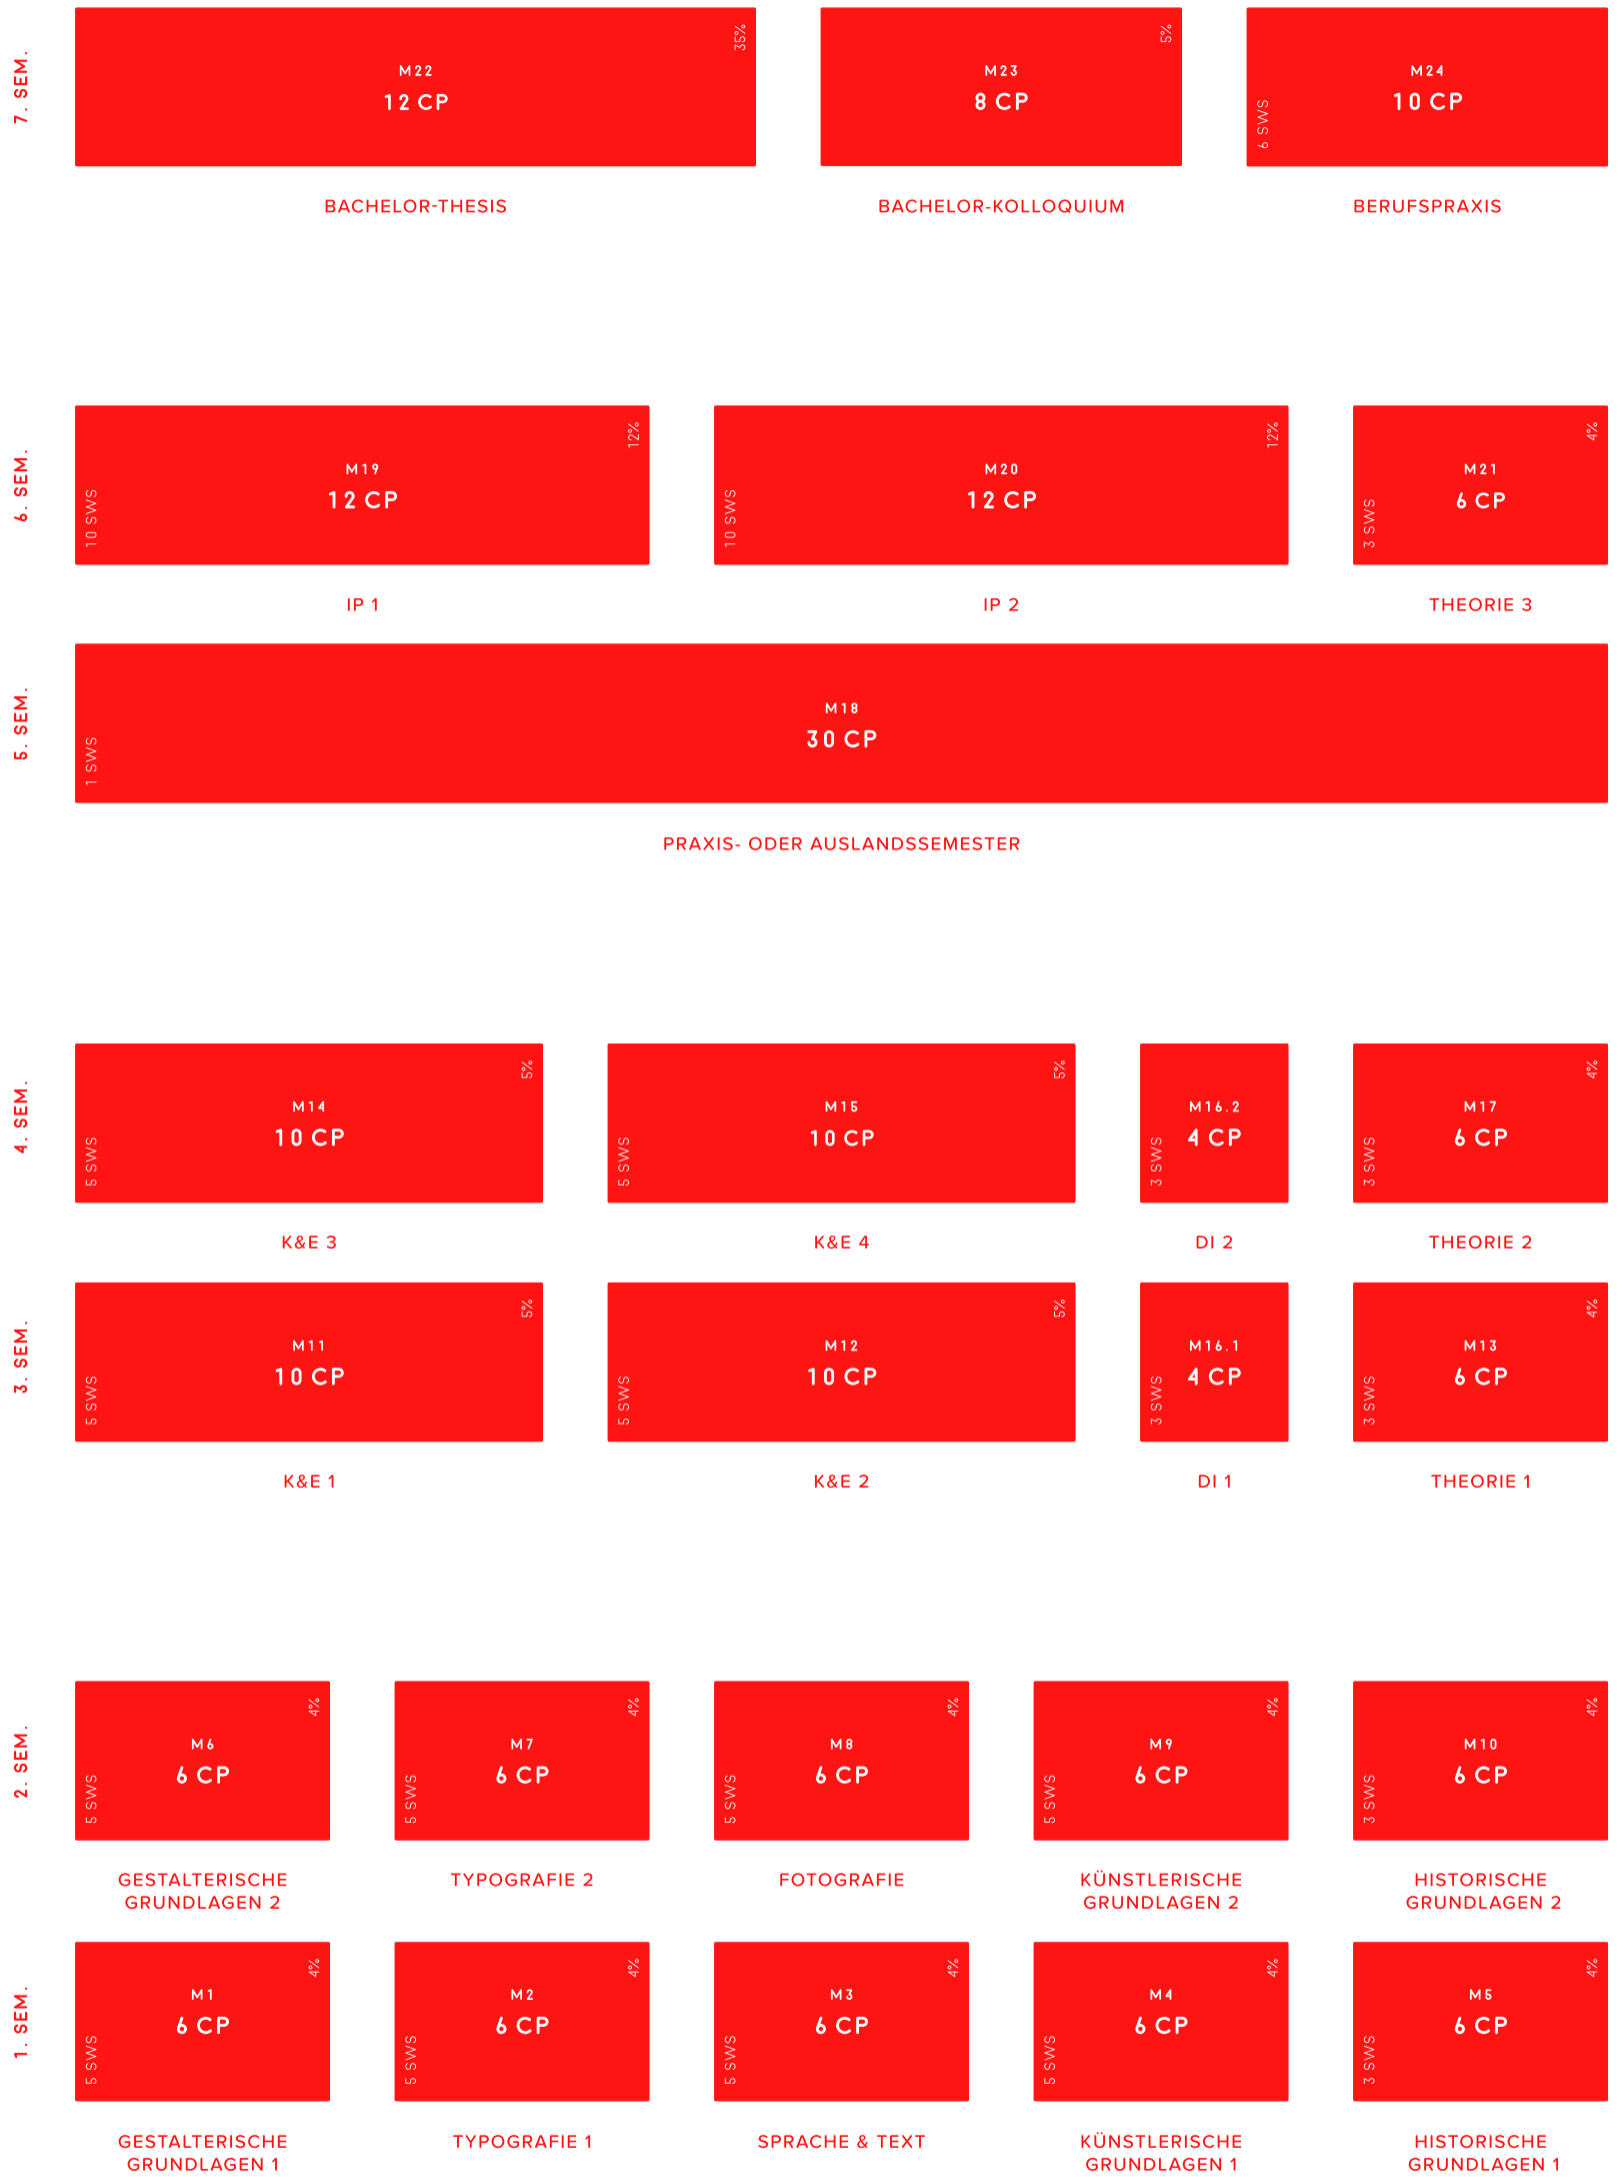 7. SEM.
35%
M22
12 CP
BACHELOR-THESIS
5%
M23
8 CP
BACHELOR-KOLLOQUIUM
6 SWS
M24
10 CP
BERUFSPRAXIS
6. SEM.
10 SWS
12%
M19
12 CP
IP 1
10 SWS
12%
M20
12 CP
IP 2
3 SWS
4%
M21
6 CP
THEORIE 3
5. SEM.
1 SWS
M18
30 CP
PRAXIS- ODER AUSLANDSSEMESTER
4. SEM.
5 SWS
5%
M14
10 CP
K&E 3
5 SWS
5%
M15
10 CP
K&E 4
3 SWS
M16.2
4 CP
DI 2
3 SWS
4%
M17
6 CP
THEORIE 2
3. SEM.
5 SWS
5%
M11
10 CP
K&E 1
5 SWS
5%
M12
10 CP
K&E 2
3 SWS
M16.1
4 CP
DI 1
3 SWS
4%
M13
6 CP
THEORIE 1
2. SEM.
5 SWS
4%
M6
6 CP
GESTALTERISCHE
GRUNDLAGEN 2
5 SWS
4%
M7
6 CP
TYPOGRAFIE 2
5 SWS
4%
M8
6 CP
FOTOGRAFIE
5 SWS
4%
M9
6 CP
KÜNSTLERISCHE
GRUNDLAGEN 2
3 SWS
4%
M10
6 CP
HISTORISCHE
GRUNDLAGEN 2
1. SEM.
5 SWS
4%
M1
6 CP
GESTALTERISCHE
GRUNDLAGEN 1
5 SWS
4%
M2
6 CP
TYPOGRAFIE 1
5 SWS
4%
M3
6 CP
SPRACHE & TEXT
5 SWS
4%
M4
6 CP
KÜNSTLERISCHE
GRUNDLAGEN 1
3 SWS
4%
M5
6 CP
HISTORISCHE
GRUNDLAGEN 1